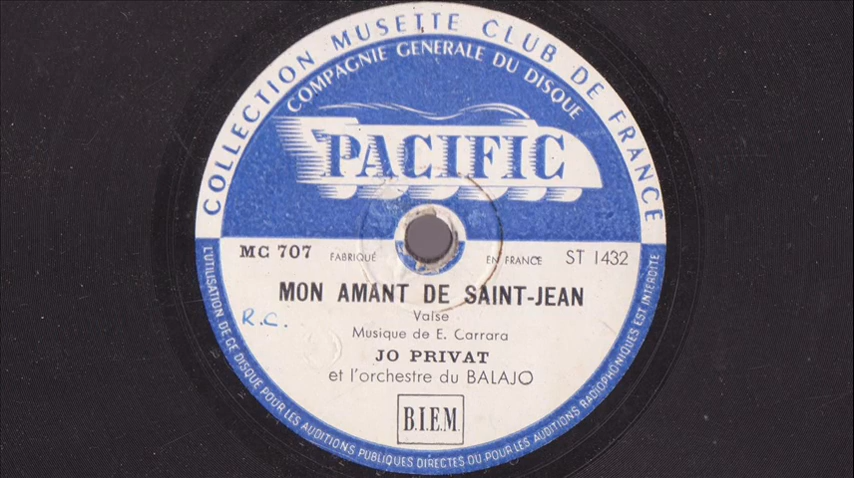 COLLECTION MUSETTE CLUB DE FRANCE
COMPAGNIE GENERALE DU DISQUE
PACIFIC
MC 707 FABRIQUÉ EN FRANCE ST 1432
MON AMANT DE SAINT-JEAN
Valse
Musique de E. Carrara
R.C.
JO PRIVAT
et l'orchestre du BALAJO
B.I.E.M.
L'UTILISATION DE CE DISQUE POUR LES AUDITIONS PUBLIQUES DIRECTES OU POUR LES AUDITIONS RADIOPHONIQUES EST INTERDITE